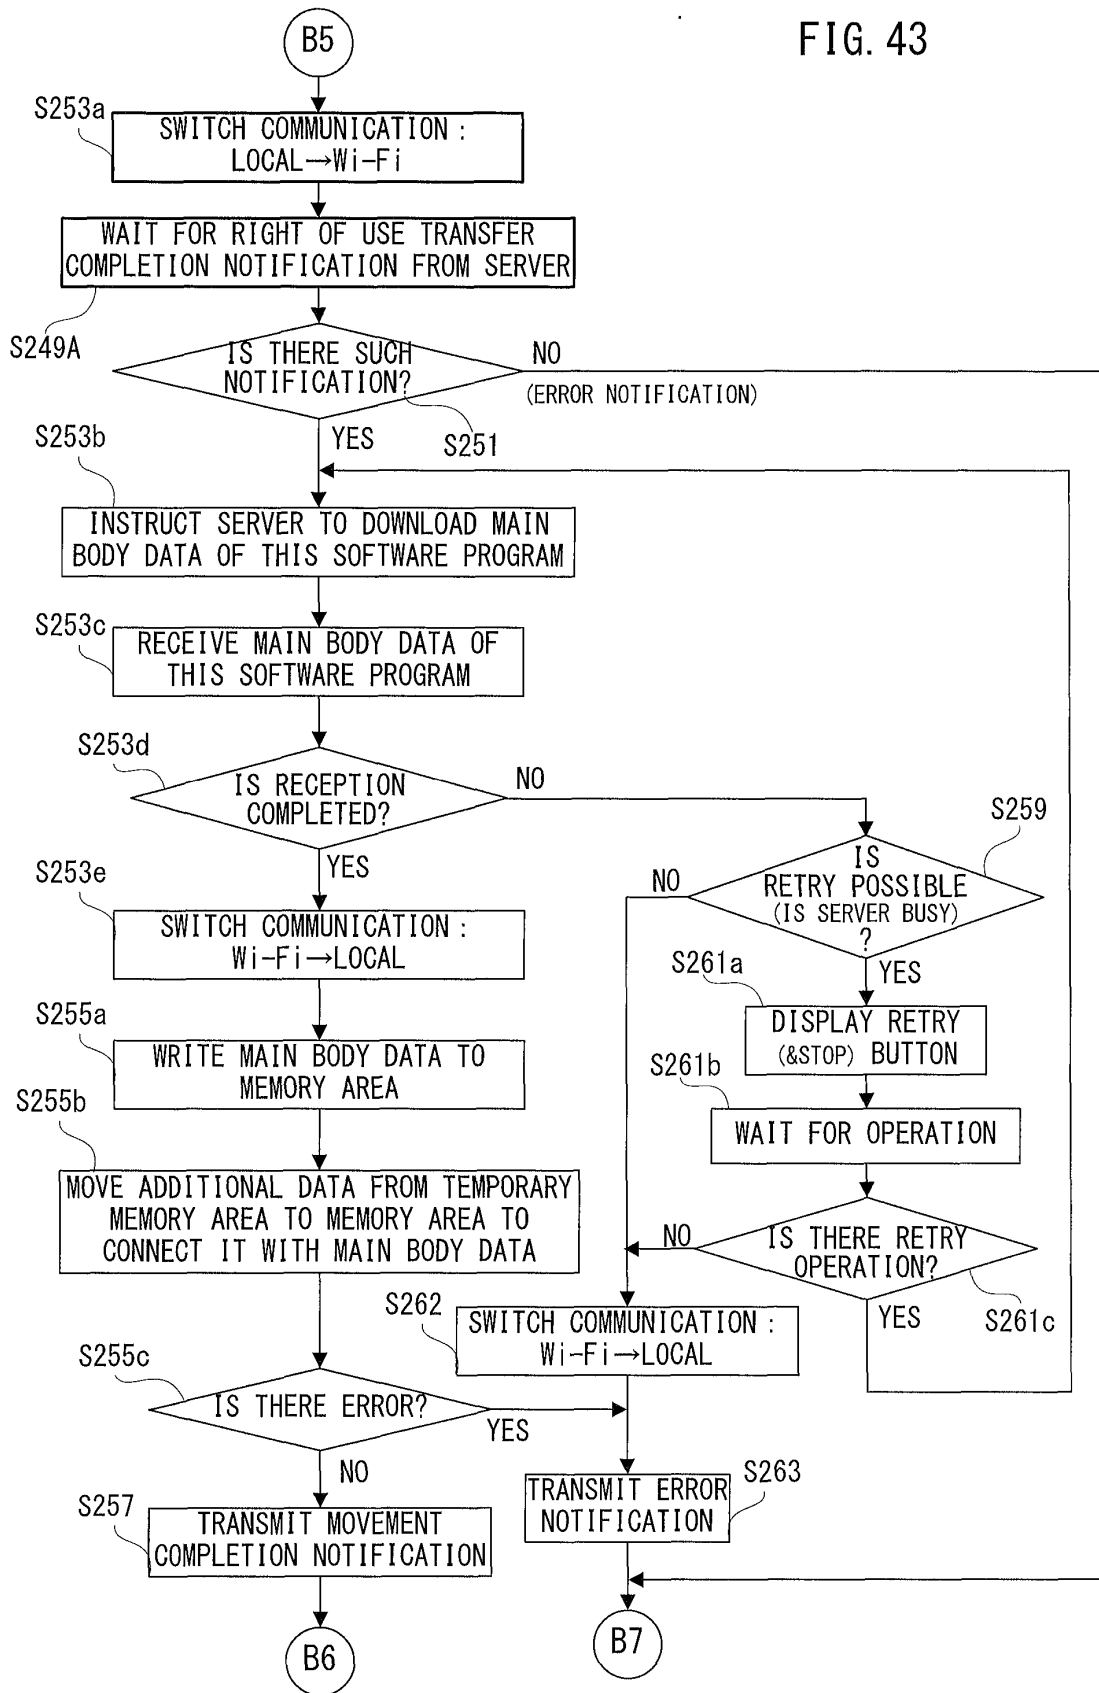 FIG. 43
B5
S253a
SWITCH COMMUNICATION :
LOCAL→Wi-Fi
WAIT FOR RIGHT OF USE TRANSFER
COMPLETION NOTIFICATION FROM SERVER
S249A
IS THERE SUCH
NOTIFICATION?
NO
(ERROR NOTIFICATION)
S251
YES
S253b
INSTRUCT SERVER TO DOWNLOAD MAIN
BODY DATA OF THIS SOFTWARE PROGRAM
S253c
RECEIVE MAIN BODY DATA OF
THIS SOFTWARE PROGRAM
S253d
IS RECEPTION
COMPLETED?
NO
YES
S259
IS
RETRY POSSIBLE
(IS SERVER BUSY)
?
NO
YES
S253e
SWITCH COMMUNICATION :
Wi-Fi→LOCAL
S261a
DISPLAY RETRY
(&STOP) BUTTON
S255a
WRITE MAIN BODY DATA TO
MEMORY AREA
S261b
WAIT FOR OPERATION
S255b
MOVE ADDITIONAL DATA FROM TEMPORARY
MEMORY AREA TO MEMORY AREA TO
CONNECT IT WITH MAIN BODY DATA
NO
IS THERE RETRY
OPERATION?
S261c
YES
S262
SWITCH COMMUNICATION :
Wi-Fi→LOCAL
S255c
IS THERE ERROR?
YES
NO
S263
TRANSMIT ERROR
NOTIFICATION
S257
TRANSMIT MOVEMENT
COMPLETION NOTIFICATION
B6
B7